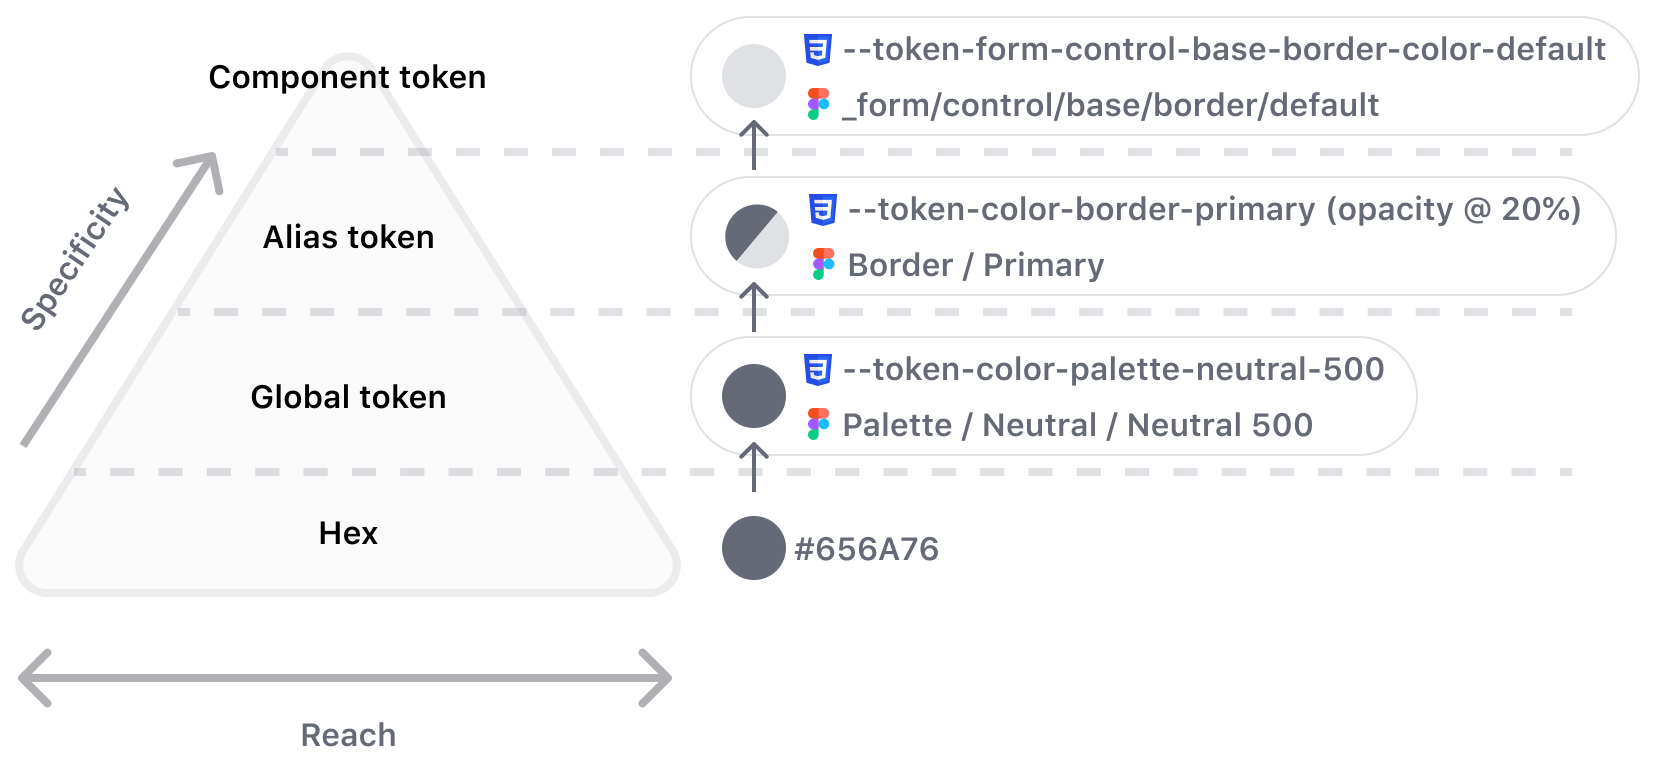 Component token
--token-form-control-base-border-color-default
_form/control/base/border/default
Specificity
Alias token
--token-color-border-primary (opacity @ 20%)
Border / Primary
Global token
--token-color-palette-neutral-500
Palette / Neutral / Neutral 500
Hex
#656A76
Reach